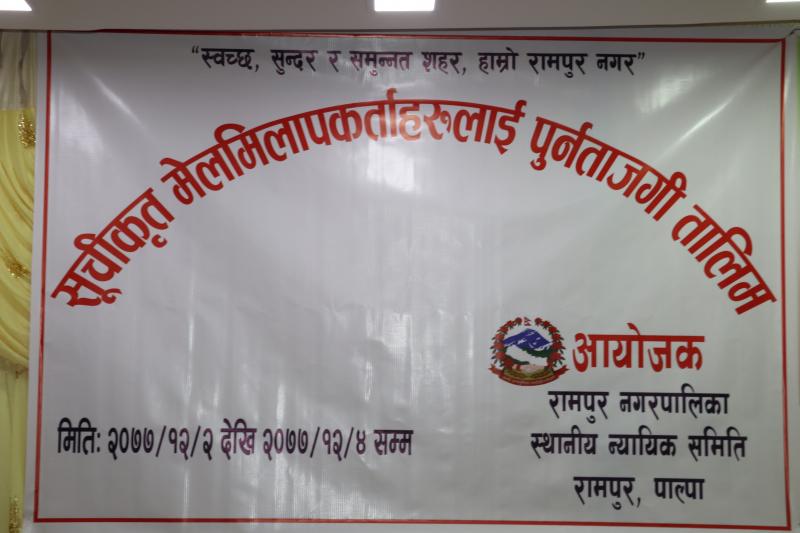 “स्वच्छ, सुन्दर र समुन्नत शहर, हाम्रो रामपुर नगर”
सूचीकृत मेलमिलापकर्ताहरुलाई पुर्नताजगी तालिम
आयोजक
रामपुर नगरपालिका
स्थानीय न्यायिक समिति
रामपुर, पाल्पा
मितिः २०७७/१२/२ देखि २०७७/१२/४ सम्म